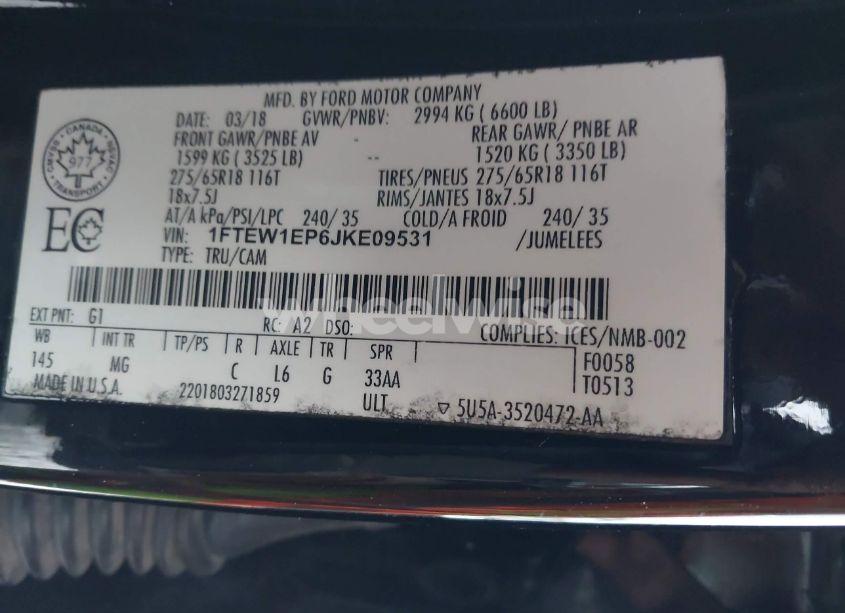 MFD. BY FORD MOTOR COMPANY
DATE: 03/18 GVWR/PNBV: 2994 KG ( 6600 LB)
FRONT GAWR/PNBE AV REAR GAWR/ PNBE AR
1599 KG ( 3525 LB) -- 1520 KG ( 3350 LB)
275/65R18 116T TIRES/PNEUS 275/65R18 116T
18x7.5J RIMS/JANTES 18x7.5J
AT/A kPa/PSI/LPC 240/ 35 COLD/A FROID 240/ 35
VIN: 1FTEW1EP6JKE09531 /JUMELEES
TYPE: TRU/CAM
CANADA
977
TRANSPORT
EC
wheelwise
EXT PNT: G1 RC: A2 DSO: COMPLIES: ICES/NMB-002
WB INT TR TP/PS R AXLE TR SPR F0058
145 MG C L6 G 33AA T0513
MADE IN U.S.A. 2201803271859 ULT 5U5A-3520472-AA